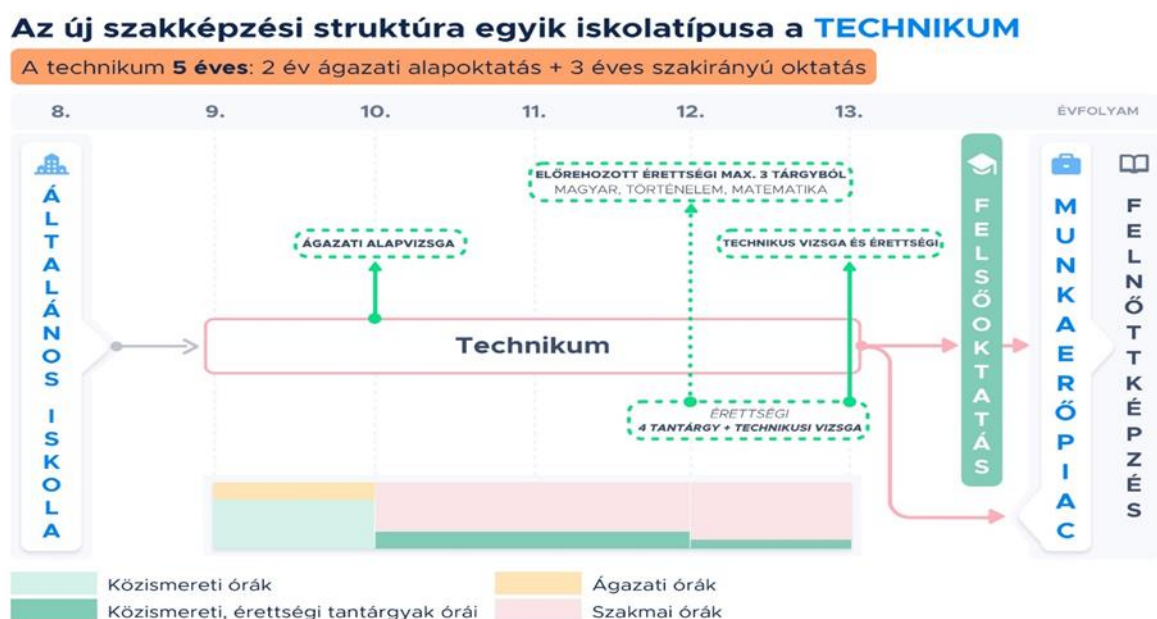 Az új szakképzési struktúra egyik iskolatípusa a TECHNIKUM
A technikum 5 éves: 2 év ágazati alapoktatás + 3 éves szakirányú oktatás
8. 9. 10. 11. 12. 13. ÉVFOLYAM
ÁLTALÁNOS ISKOLA
ELŐREHOZOTT ÉRETTSÉGI MAX. 3 TÁRGYBÓL
MAGYAR, TÖRTÉNELEM, MATEMATIKA
ÁGAZATI ALAPVIZSGA
TECHNIKUS VIZSGA ÉS ÉRETTSÉGI
Technikum
ÉRETTSÉGI
4 TANTÁRGY + TECHNIKUSI VIZSGA
FELSŐOKTATÁS
MUNKAERŐPIAC
FELNŐTTKÉPZÉS
Közismereti órák
Ágazati órák
Közismereti, érettségi tantárgyak órái
Szakmai órák